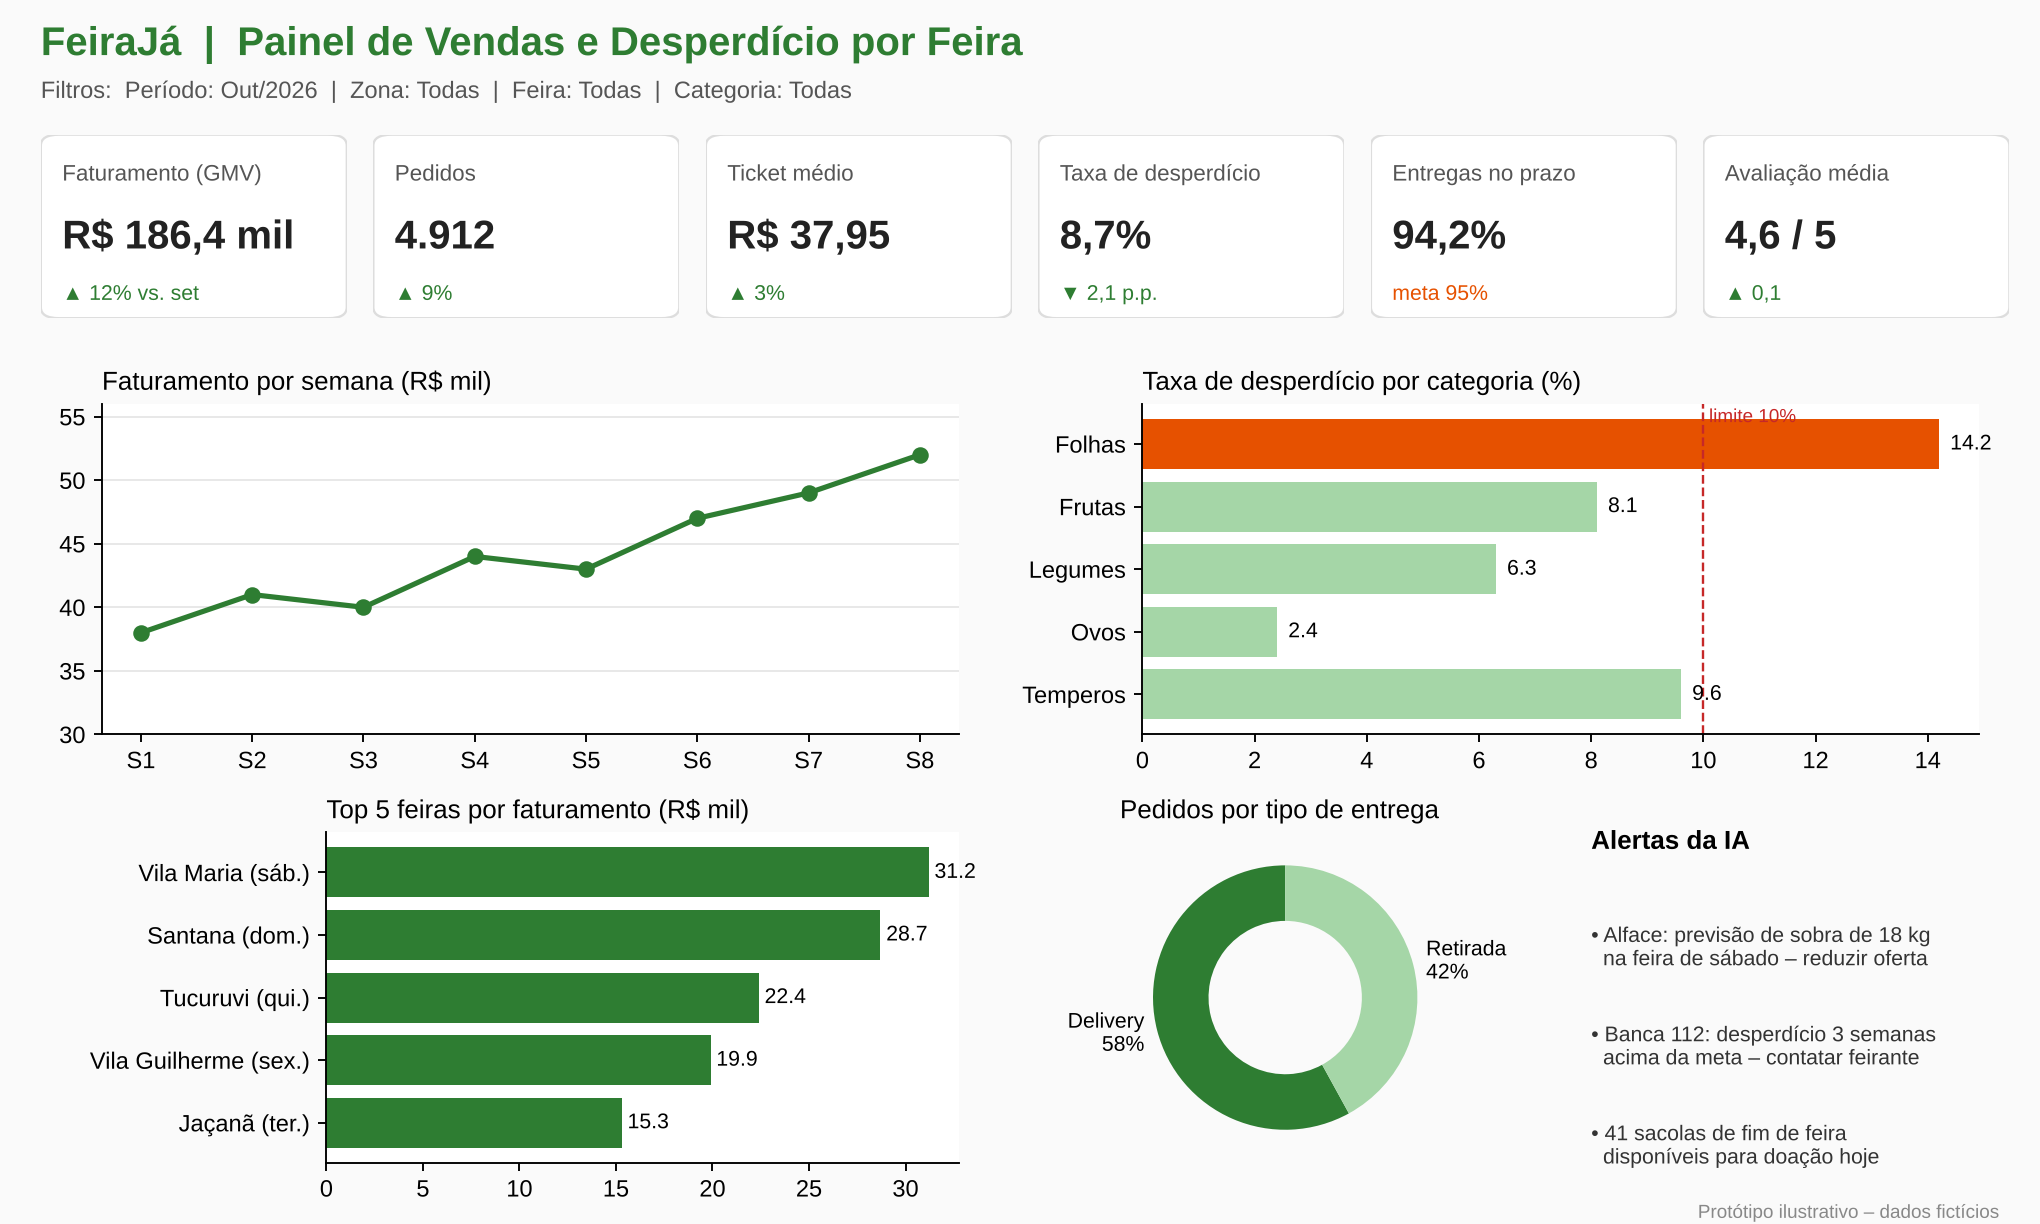 FeiraJá | Painel de Vendas e Desperdício por Feira
Filtros: Período: Out/2026 | Zona: Todas | Feira: Todas | Categoria: Todas
Faturamento (GMV)
R$ 186,4 mil
▲ 12% vs. set
Pedidos
4.912
▲ 9%
Ticket médio
R$ 37,95
▲ 3%
Taxa de desperdício
8,7%
▼ 2,1 p.p.
Entregas no prazo
94,2%
meta 95%
Avaliação média
4,6 / 5
▲ 0,1
Faturamento por semana (R$ mil)
55
50
45
40
35
30
S1 S2 S3 S4 S5 S6 S7 S8
Taxa de desperdício por categoria (%)
limite 10%
Folhas 14.2
Frutas 8.1
Legumes 6.3
Ovos 2.4
Temperos 9.6
0 2 4 6 8 10 12 14
Top 5 feiras por faturamento (R$ mil)
Vila Maria (sáb.) 31.2
Santana (dom.) 28.7
Tucuruvi (qui.) 22.4
Vila Guilherme (sex.) 19.9
Jaçanã (ter.) 15.3
0 5 10 15 20 25 30
Pedidos por tipo de entrega
Retirada
42%
Delivery
58%
Alertas da IA
• Alface: previsão de sobra de 18 kg
na feira de sábado – reduzir oferta
• Banca 112: desperdício 3 semanas
acima da meta – contatar feirante
• 41 sacolas de fim de feira
disponíveis para doação hoje
Protótipo ilustrativo – dados fictícios